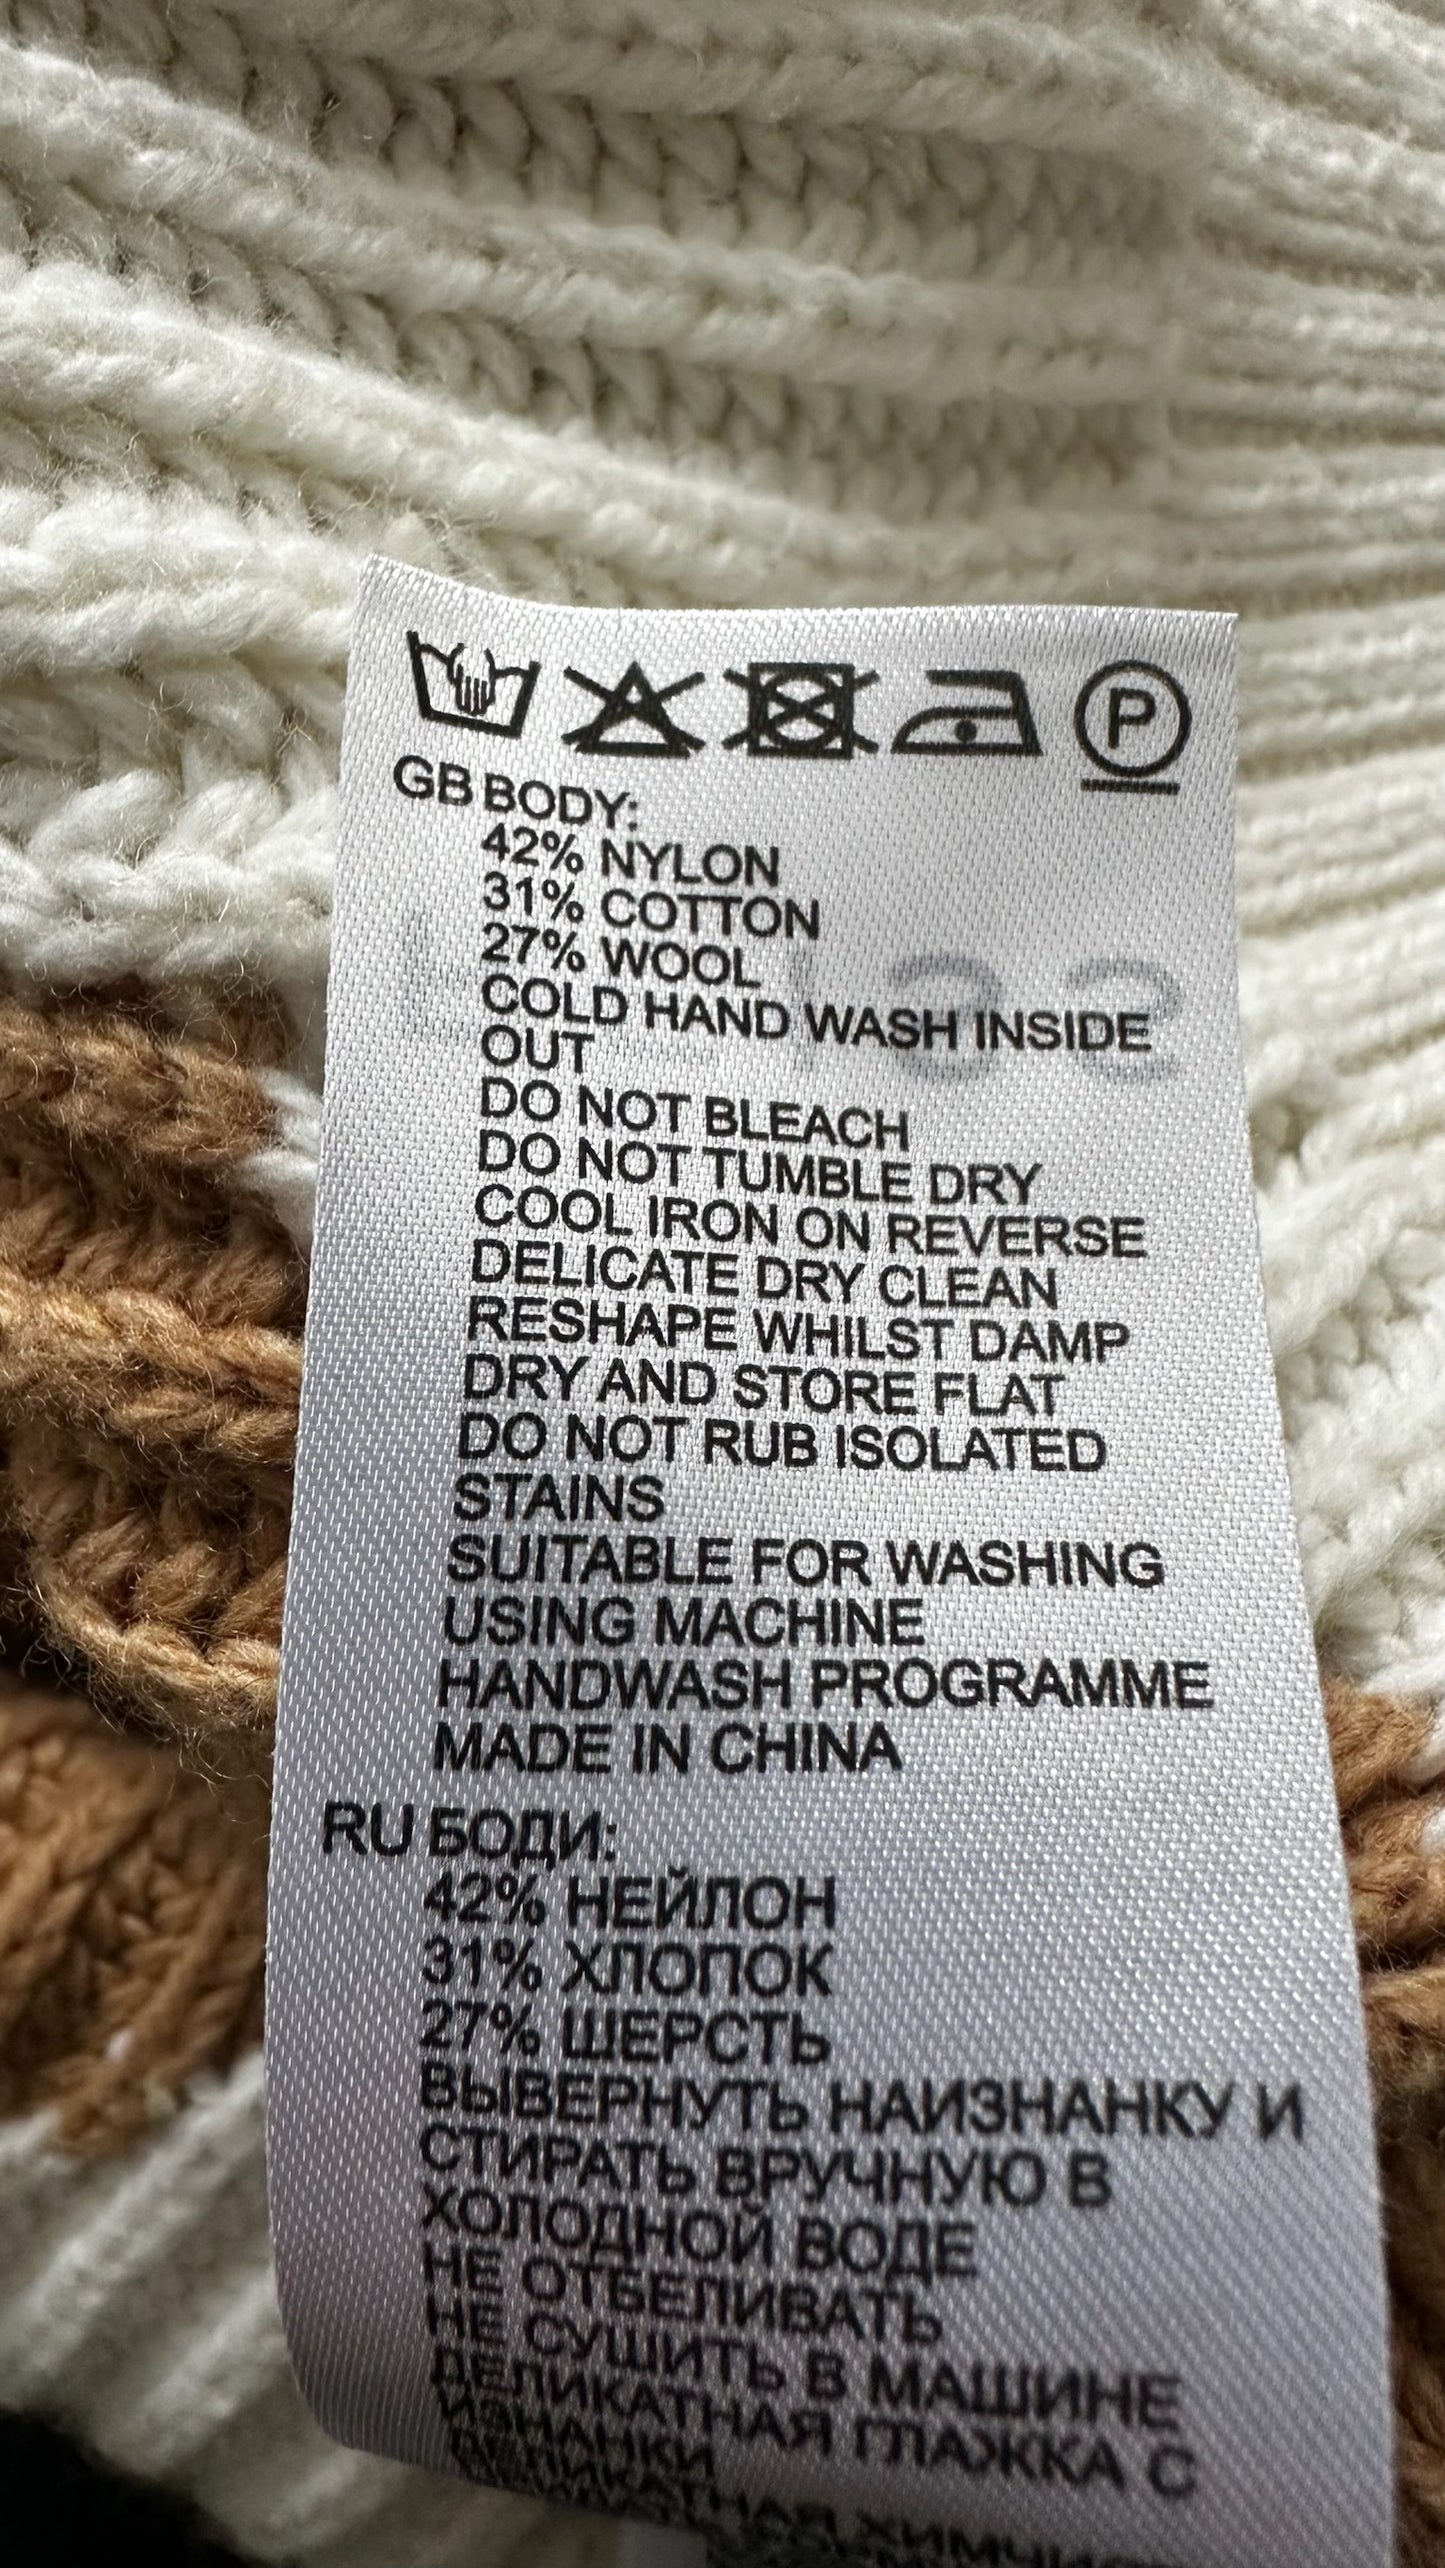 P
GB BODY:
42% NYLON
31% COTTON
27% WOOL
COLD HAND WASH INSIDE
OUT
DO NOT BLEACH
DO NOT TUMBLE DRY
COOL IRON ON REVERSE
DELICATE DRY CLEAN
RESHAPE WHILST DAMP
DRY AND STORE FLAT
DO NOT RUB ISOLATED
STAINS
SUITABLE FOR WASHING
USING MACHINE
HANDWASH PROGRAMME
MADE IN CHINA
RU БОДИ:
42% НЕЙЛОН
31% ХЛОПОК
27% ШЕРСТЬ
ВЫВЕРНУТЬ НАИЗНАНКУ И
СТИРАТЬ ВРУЧНУЮ В
ХОЛОДНОЙ ВОДЕ
НЕ ОТБЕЛИВАТЬ
НЕ СУШИТЬ В МАШИНЕ
ДЕЛИКАТНАЯ ГЛАЖКА С
ИЗНАНКИ